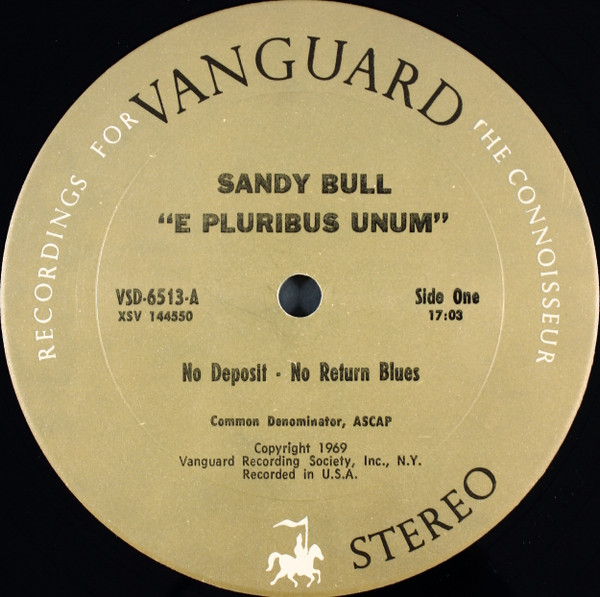 RECORDINGS FOR VANGUARD THE CONNOISSEUR
SANDY BULL
"E PLURIBUS UNUM"
VSD-6513-A
XSV 144550
Side One
17:03
No Deposit - No Return Blues
Common Denominator, ASCAP
Copyright 1969
Vanguard Recording Society, Inc., N.Y.
Recorded in U.S.A.
STEREO